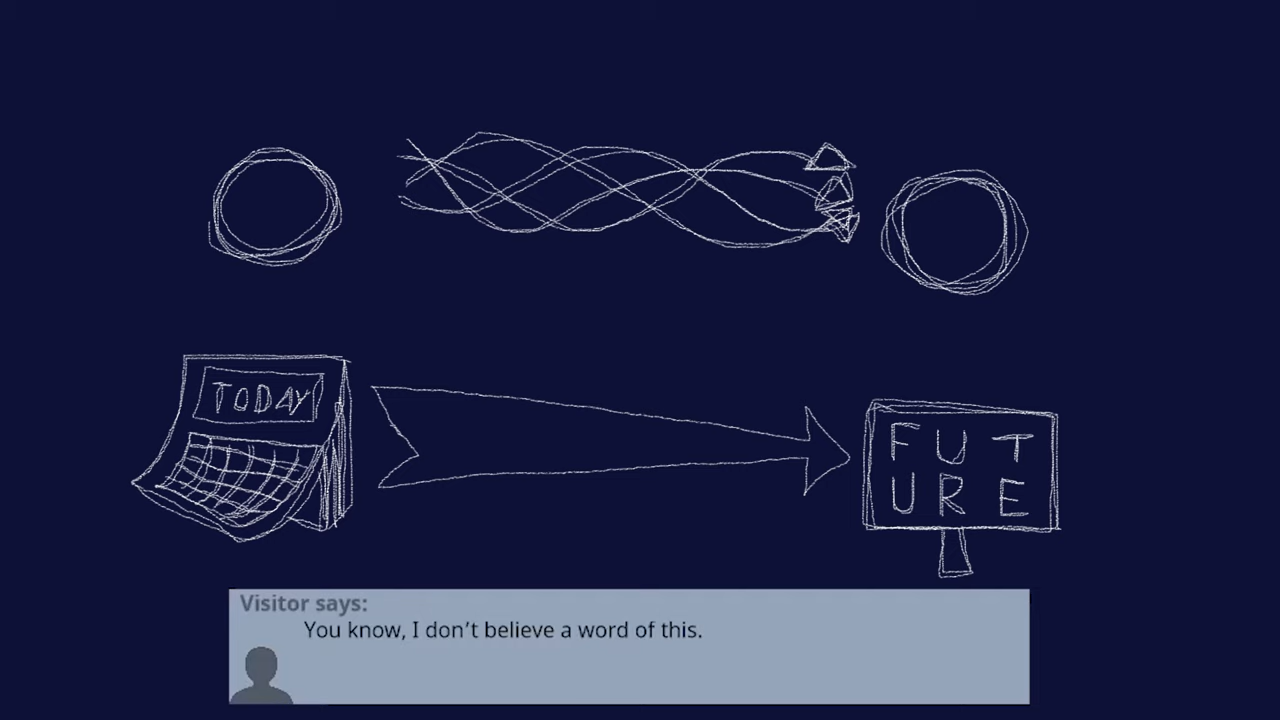 TODAY
FUT
URE
Visitor says:
You know, I don't believe a word of this.